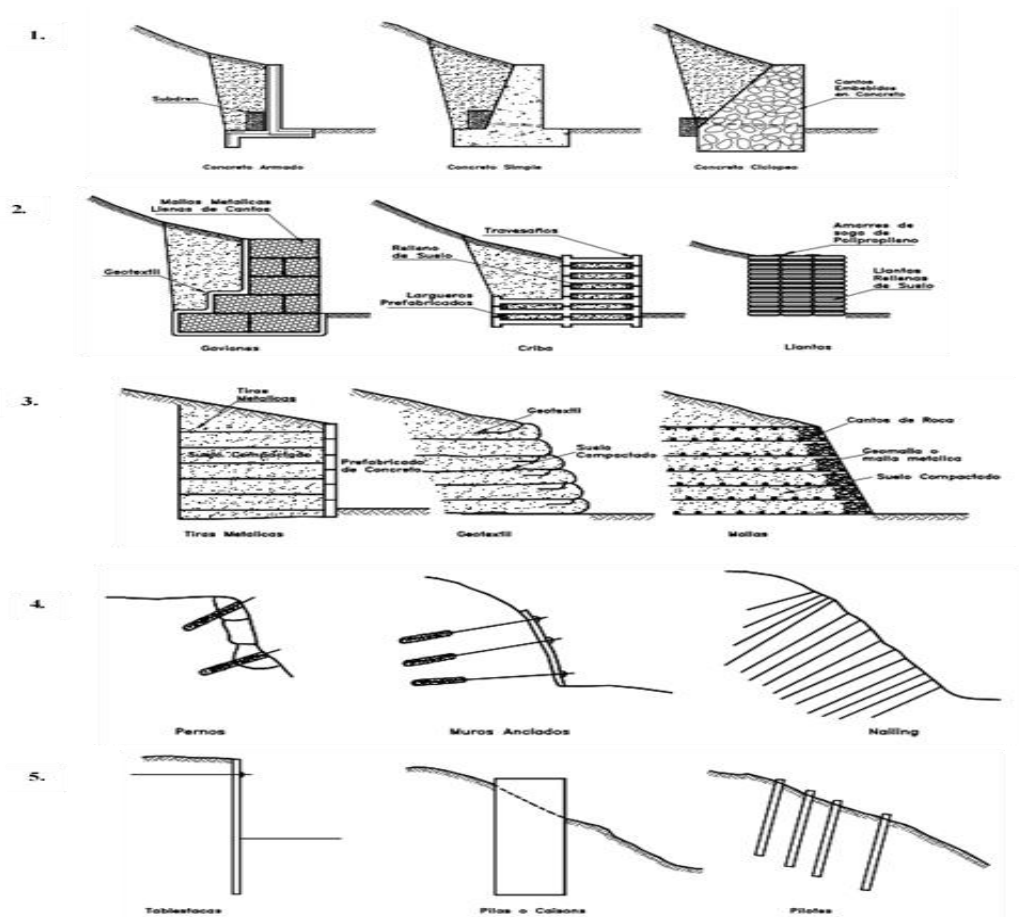 1.
Subdren
Cantos
Embebidos
en Concreto
Concreto Armado
Concreto Simple
Concreto Ciclopeo
2.
Mallas Metalicas
Llenas de Cantos
Geotextil
Gaviones
Travesaños
Relleno
de Suelo
Largueros
Prefabricados
Criba
Amarres de
soga de
Polipropileno
Llantas
Rellenas
de Suelo
Llantas
3.
Tiras
Metalicas
Suelo Compactado
Prefabricado
de Concreto
Tiras Metalicas
Geotextil
Suelo
Compactado
Geotextil
Cantos de Roca
Geomalla o
malla metalica
Suelo Compactado
Mallas
4.
Pernos
Muros Anclados
Nailing
5.
Tablestacas
Pilas o Caisons
Pilotes